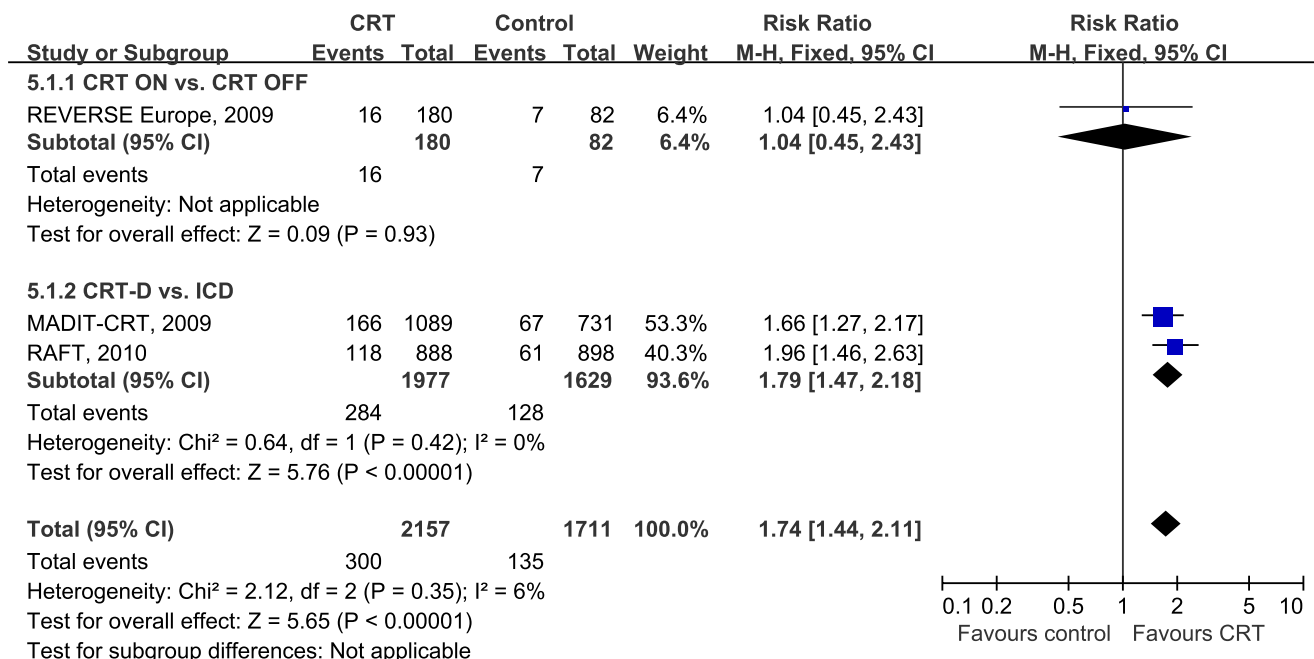 CRT Control Risk Ratio Risk Ratio
Study or Subgroup Events Total Events Total Weight M-H, Fixed, 95% CI M-H, Fixed, 95% CI
5.1.1 CRT ON vs. CRT OFF
REVERSE Europe, 2009 16 180 7 82 6.4% 1.04 [0.45, 2.43]
Subtotal (95% CI) 180 82 6.4% 1.04 [0.45, 2.43]
Total events 16 7
Heterogeneity: Not applicable
Test for overall effect: Z = 0.09 (P = 0.93)
5.1.2 CRT-D vs. ICD
MADIT-CRT, 2009 166 1089 67 731 53.3% 1.66 [1.27, 2.17]
RAFT, 2010 118 888 61 898 40.3% 1.96 [1.46, 2.63]
Subtotal (95% CI) 1977 1629 93.6% 1.79 [1.47, 2.18]
Total events 284 128
Heterogeneity: Chi² = 0.64, df = 1 (P = 0.42); I² = 0%
Test for overall effect: Z = 5.76 (P < 0.00001)
Total (95% CI) 2157 1711 100.0% 1.74 [1.44, 2.11]
Total events 300 135
Heterogeneity: Chi² = 2.12, df = 2 (P = 0.35); I² = 6%
Test for overall effect: Z = 5.65 (P < 0.00001)
Test for subgroup differences: Not applicable
0.1 0.2 0.5 1 2 5 10
Favours control Favours CRT